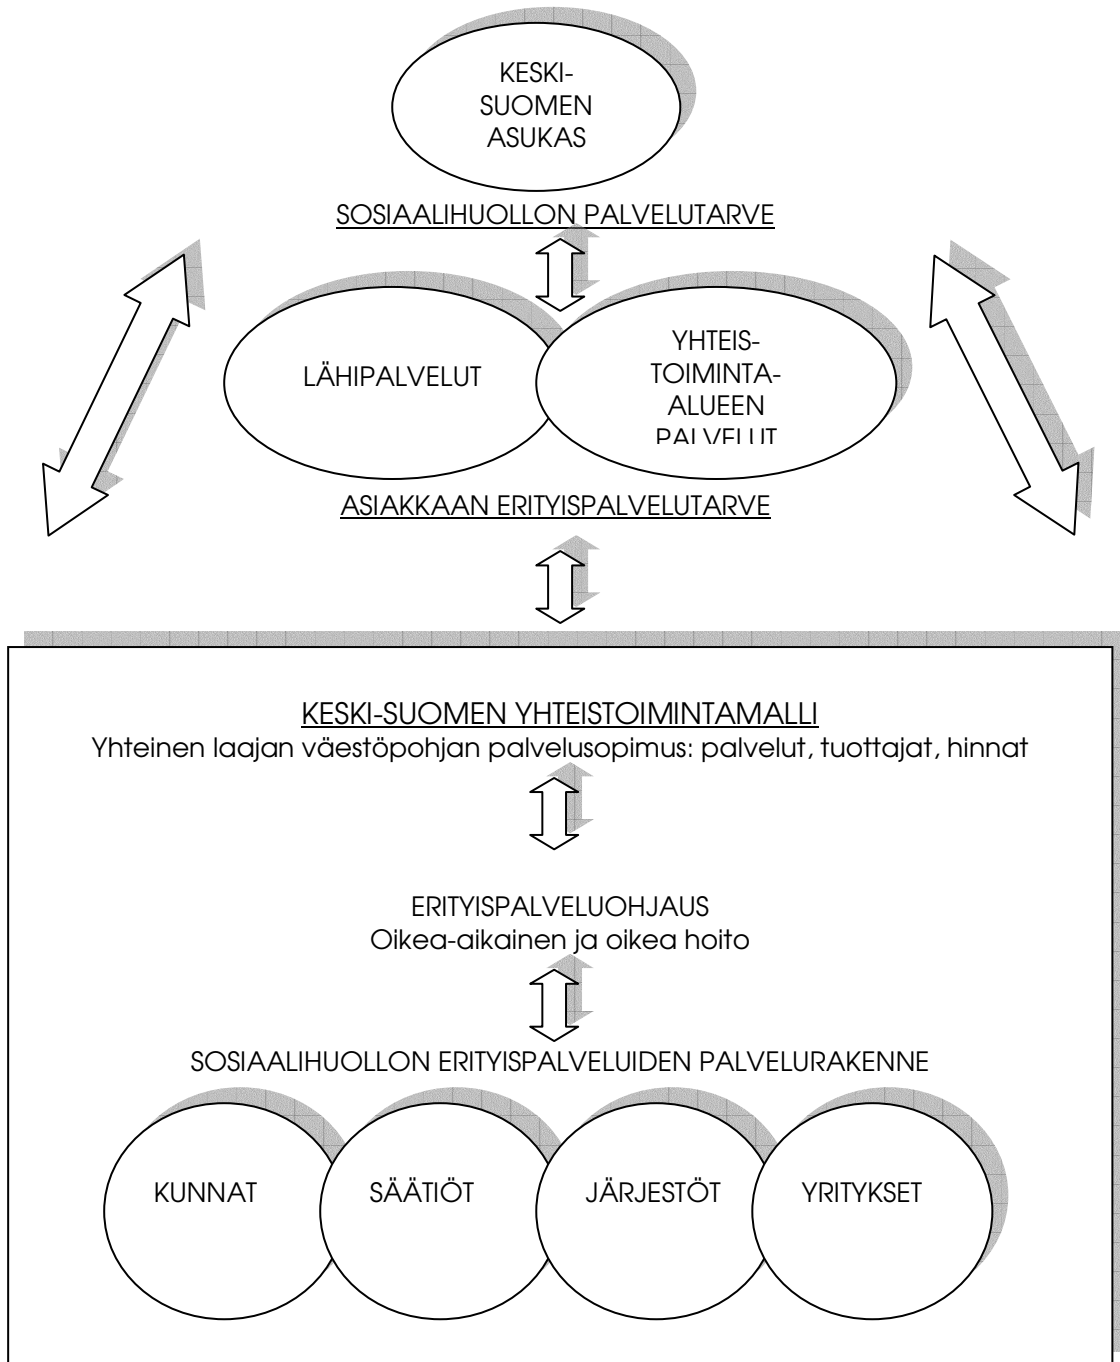 KESKI-
SUOMEN
ASUKAS
SOSIAALIHUOLLON PALVELUTARVE
LÄHIPALVELUT
YHTEIS-
TOIMINTA-
ALUEEN
PALVELUT
ASIAKKAAN ERITYISPALVELUTARVE
KESKI-SUOMEN YHTEISTOIMINTAMALLI
Yhteinen laajan väestöpohjan palvelusopimus: palvelut, tuottajat, hinnat
ERITYISPALVELUOHJAUS
Oikea-aikainen ja oikea hoito
SOSIAALIHUOLLON ERITYISPALVELUIDEN PALVELURAKENNE
KUNNAT
SÄÄTIÖT
JÄRJESTÖT
YRITYKSET